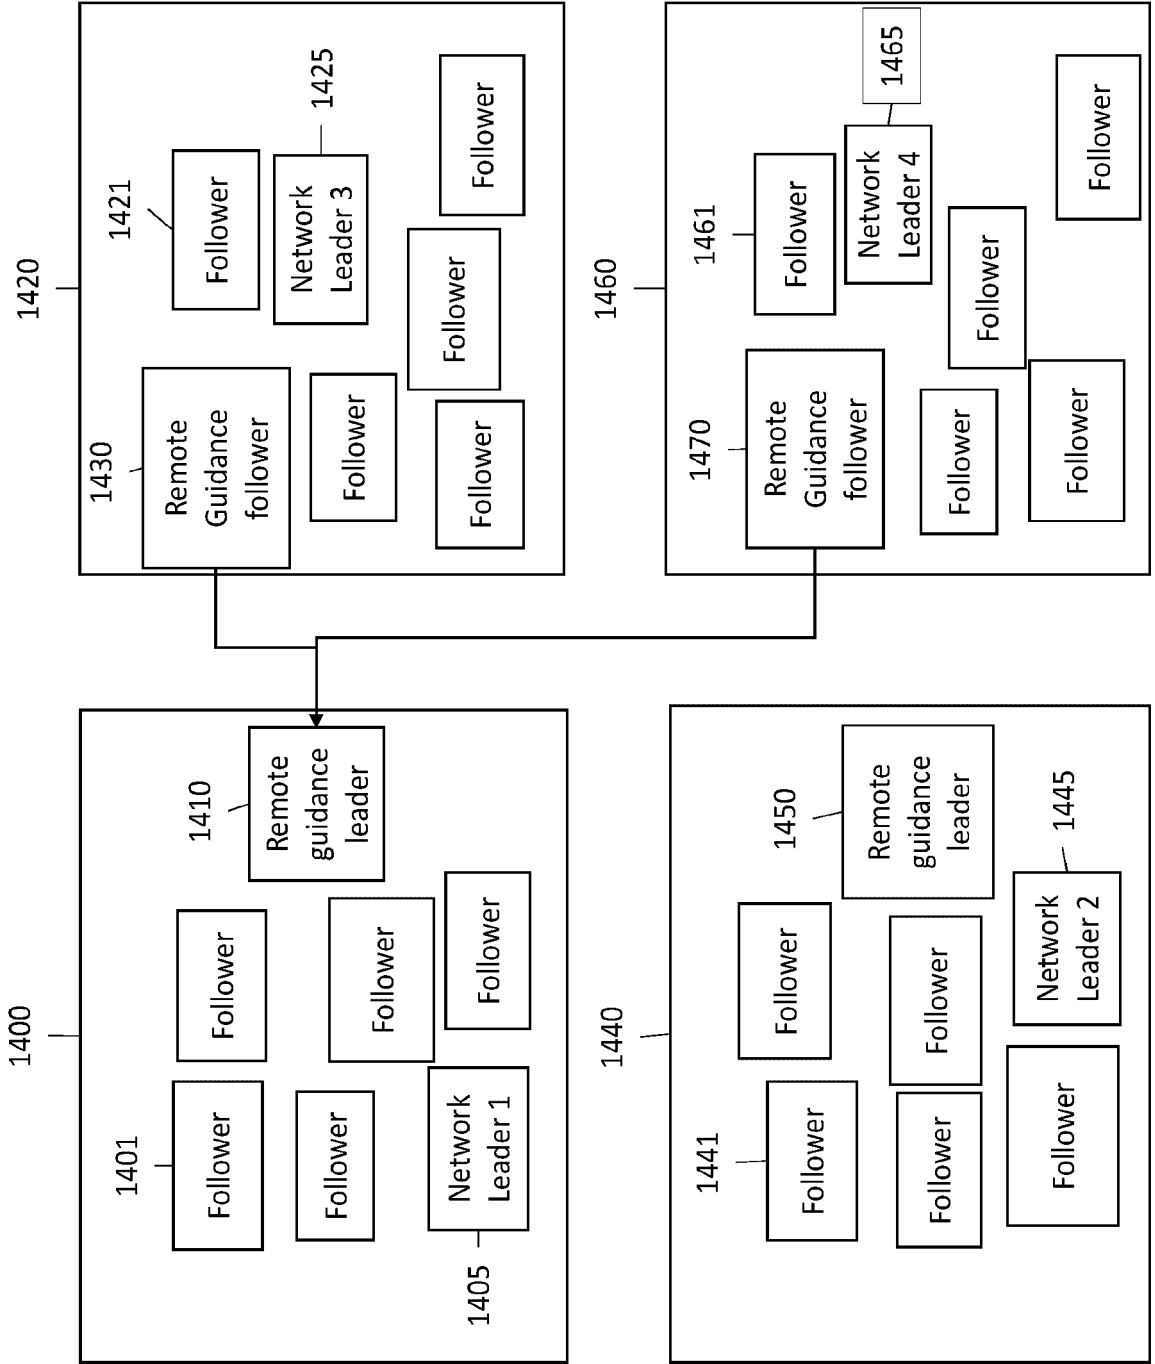 1400
1401
Follower
Follower
1410
Remote
guidance
leader
Follower
Follower
Network
Leader 1
Follower
1405
1420
1430
1421
Remote
Guidance
follower
Follower
Network
Leader 3
1425
Follower
Follower
Follower
Follower
1440
1441
Follower
Follower
1450
Remote
guidance
leader
Follower
Follower
Follower
Network
Leader 2
1445
1460
1470
1461
Remote
Guidance
follower
Follower
Network
Leader 4
1465
Follower
Follower
Follower
Follower